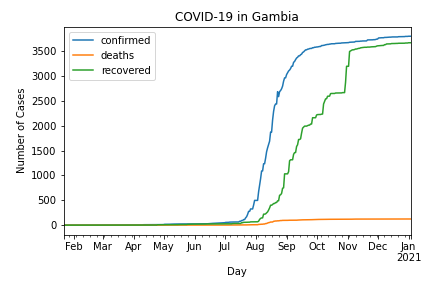 COVID-19 in Gambia
confirmed
deaths
recovered
Number of Cases
3500
3000
2500
2000
1500
1000
500
0
Feb Mar Apr May Jun Jul Aug Sep Oct Nov Dec Jan
2021
Day